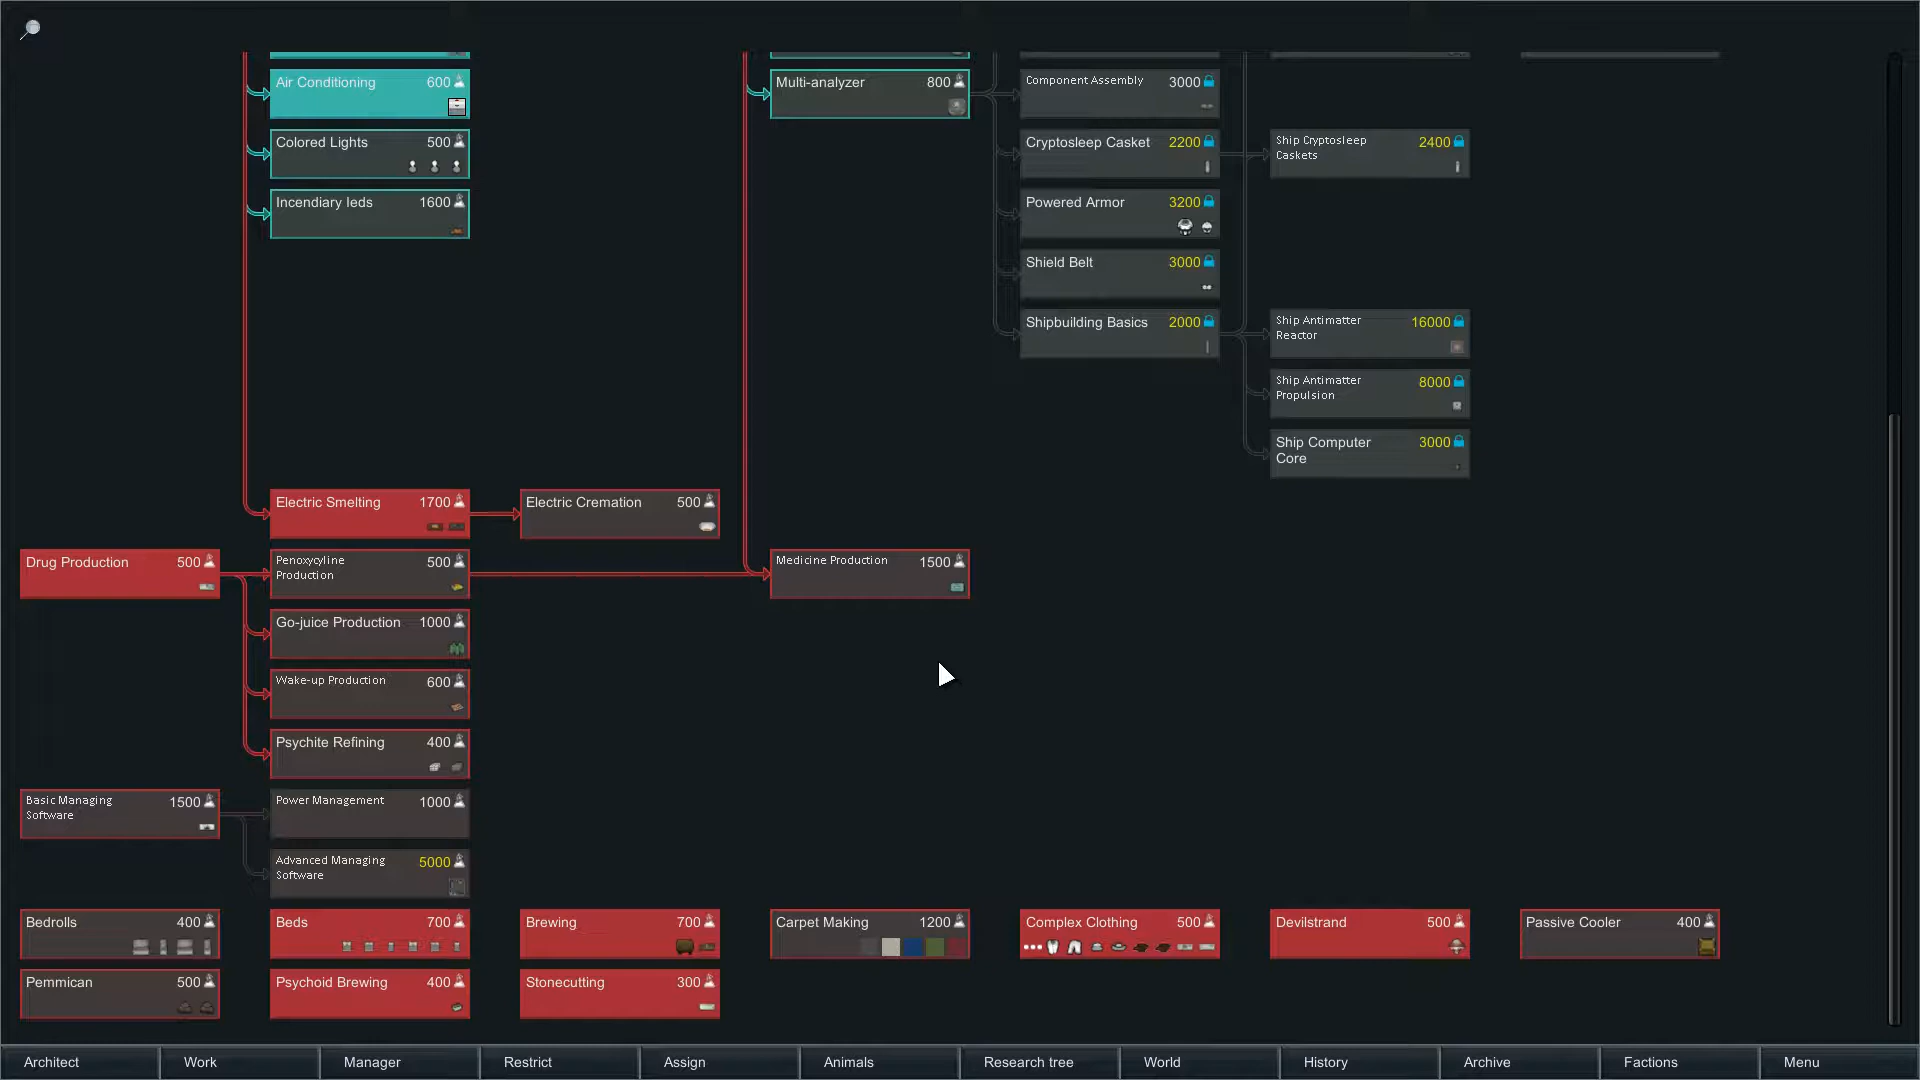 Air Conditioning 600
Multi-analyzer 800
Component Assembly 3000
Colored Lights 500
Cryptosleep Casket 2200
Ship Cryptosleep Caskets 2400
Incendiary Ieds 1600
Powered Armor 3200
Shield Belt 3000
Shipbuilding Basics 2000
Ship Antimatter Reactor 16000
Ship Antimatter Propulsion 8000
Ship Computer Core 3000
Electric Smelting 1700
Electric Cremation 500
Drug Production 500
Penoxycyline Production 500
Medicine Production 1500
Go-juice Production 1000
Wake-up Production 600
Psychite Refining 400
Basic Managing Software 1500
Power Management 1000
Advanced Managing Software 5000
Bedrolls 400
Beds 700
Brewing 700
Carpet Making 1200
Complex Clothing 500
Devilstrand 500
Passive Cooler 400
Pemmican 500
Psychoid Brewing 400
Stonecutting 300
Architect
Work
Manager
Restrict
Assign
Animals
Research tree
World
History
Archive
Factions
Menu